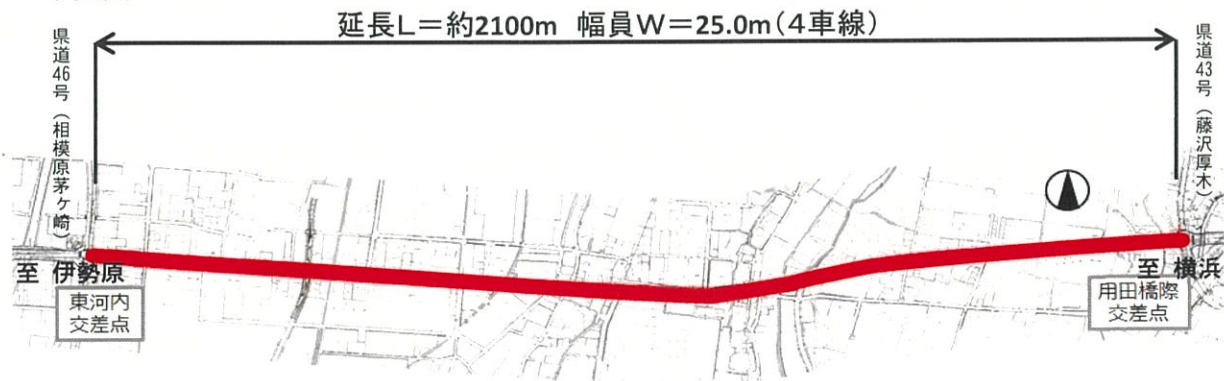 延長L=約2100m 幅員W=25.0m(4車線)
県道46号(相模原茅ヶ崎)
県道43号(藤沢厚木)
至 伊勢原
至 横浜
東河内
交差点
用田橋際
交差点